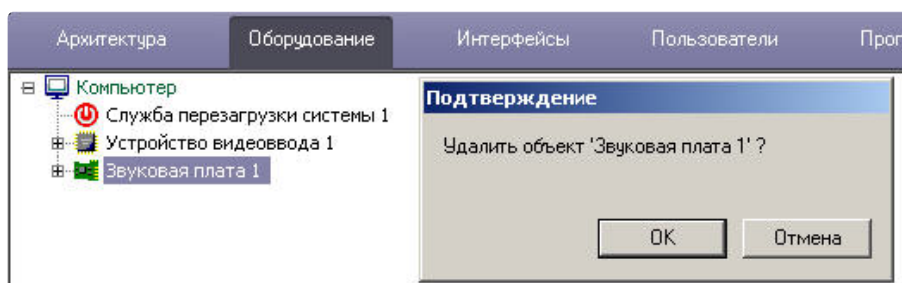 Архитектура Оборудование Интерфейсы Пользователи
Компьютер
Служба перезагрузки системы 1
Устройство видеоввода 1
Звуковая плата 1
Подтверждение
Удалить объект 'Звуковая плата 1' ?
OK Отмена